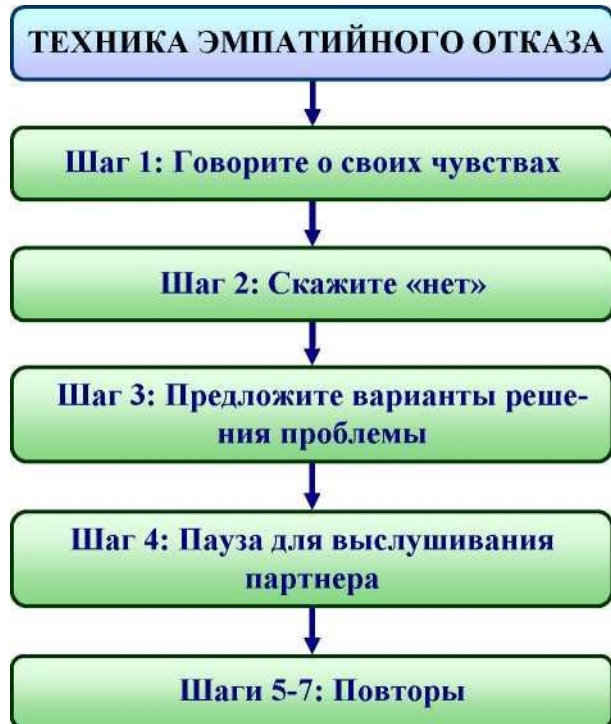 ТЕХНИКА ЭМПАТИЙНОГО ОТКАЗА
Шаг 1: Говорите о своих чувствах
Шаг 2: Скажите «нет»
Шаг 3: Предложите варианты реше-
ния проблемы
Шаг 4: Пауза для выслушивания
партнера
Шаги 5-7: Повторы